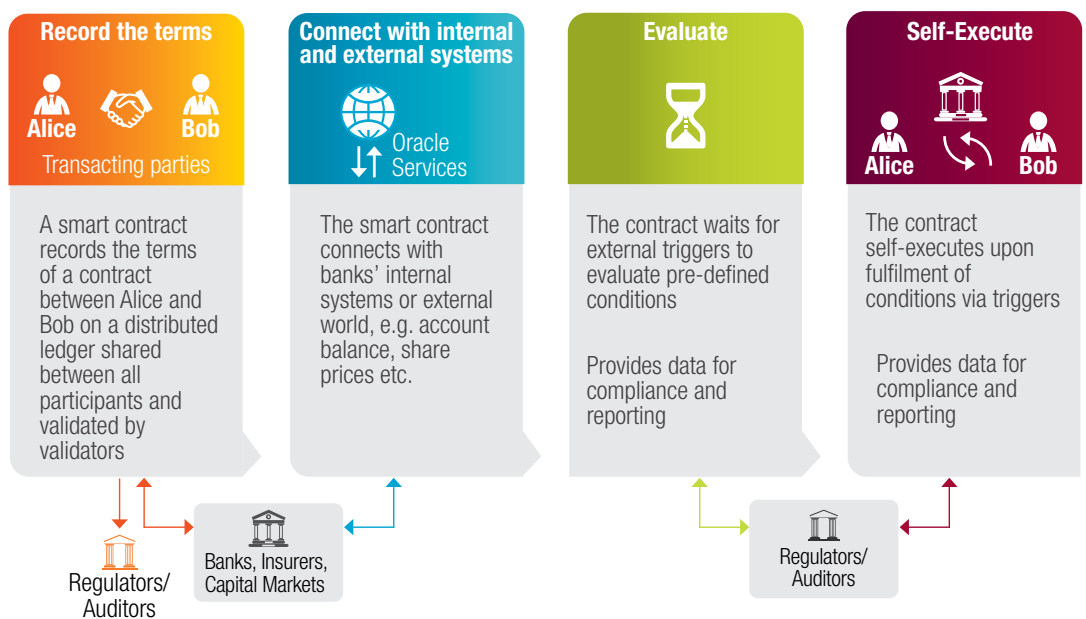 Record the terms
Alice
Bob
Transacting parties
A smart contract
records the terms
of a contract
between Alice and
Bob on a distributed
ledger shared
between all
participants and
validated by
validators
Connect with internal
and external systems
Oracle
Services
The smart contract
connects with
banks’ internal
systems or external
world, e.g. account
balance, share
prices etc.
Evaluate
The contract waits for
external triggers to
evaluate pre-defined
conditions
Provides data for
compliance and
reporting
Self-Execute
Alice
Bob
The contract
self-executes upon
fulfilment of
conditions via triggers
Provides data for
compliance and
reporting
Regulators/
Auditors
Banks, Insurers,
Capital Markets
Regulators/
Auditors